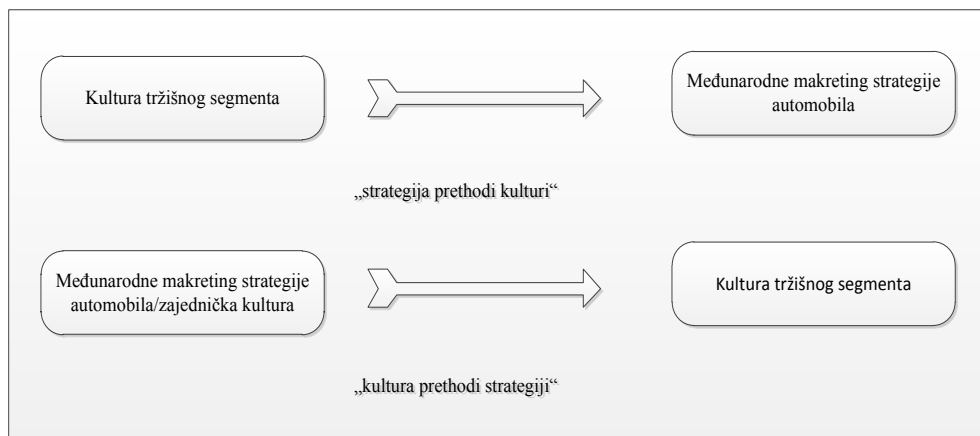 Kultura tržišnog segmenta
Međunarodne makreting strategije
automobila
„strategija prethodi kulturi“
Međunarodne makreting strategije
automobila/zajednička kultura
Kultura tržišnog segmenta
„kultura prethodi strategiji“